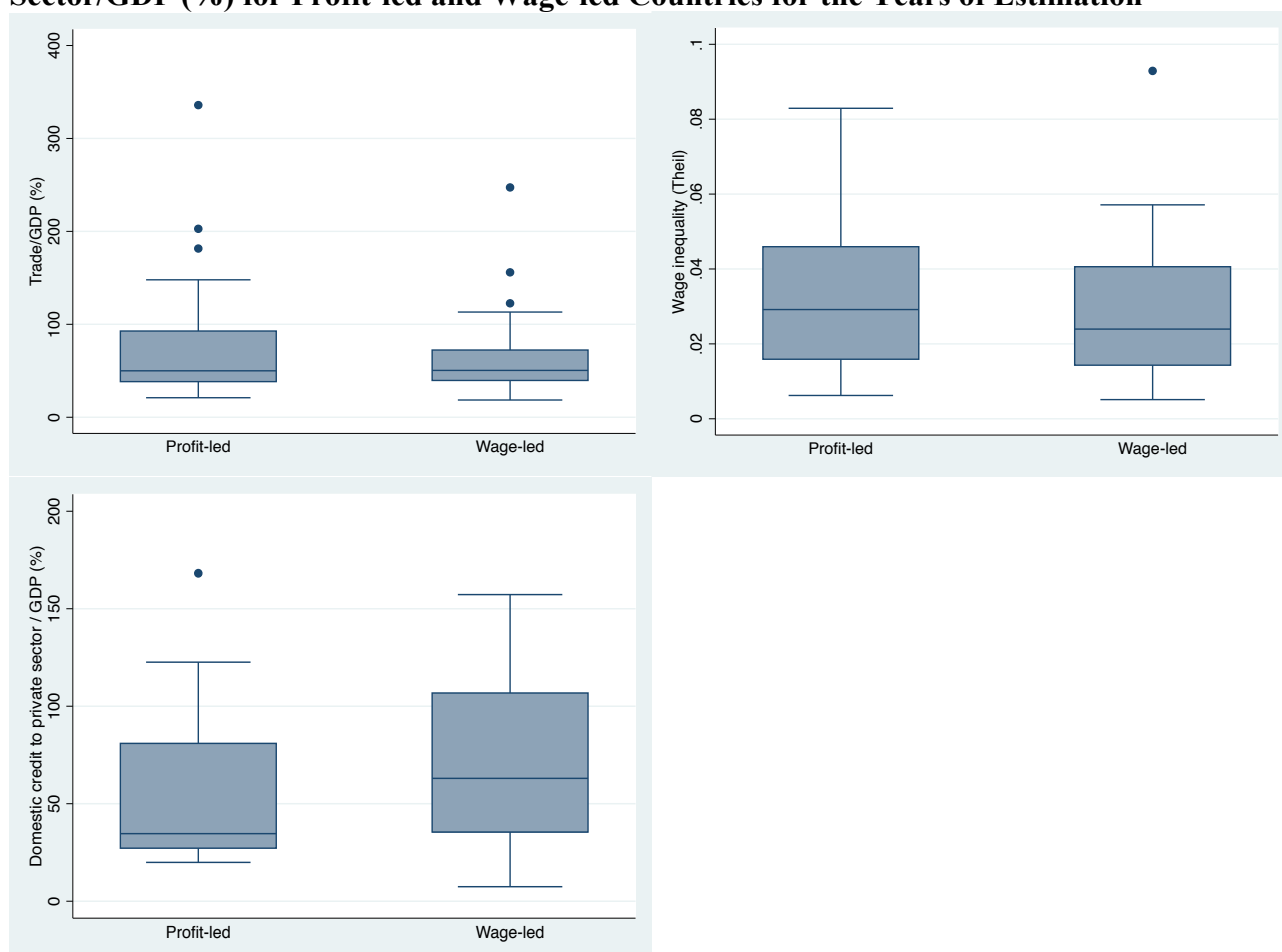 Sector/GDP (%) for Profit-led and Wage-led Countries for the Years of Estimation
Trade/GDP (%)
400
300
200
100
0
Profit-led
Wage-led
Wage inequality (Theil)
.1
.08
.06
.04
.02
0
Profit-led
Wage-led
Domestic credit to private sector / GDP (%)
200
150
100
50
0
Profit-led
Wage-led